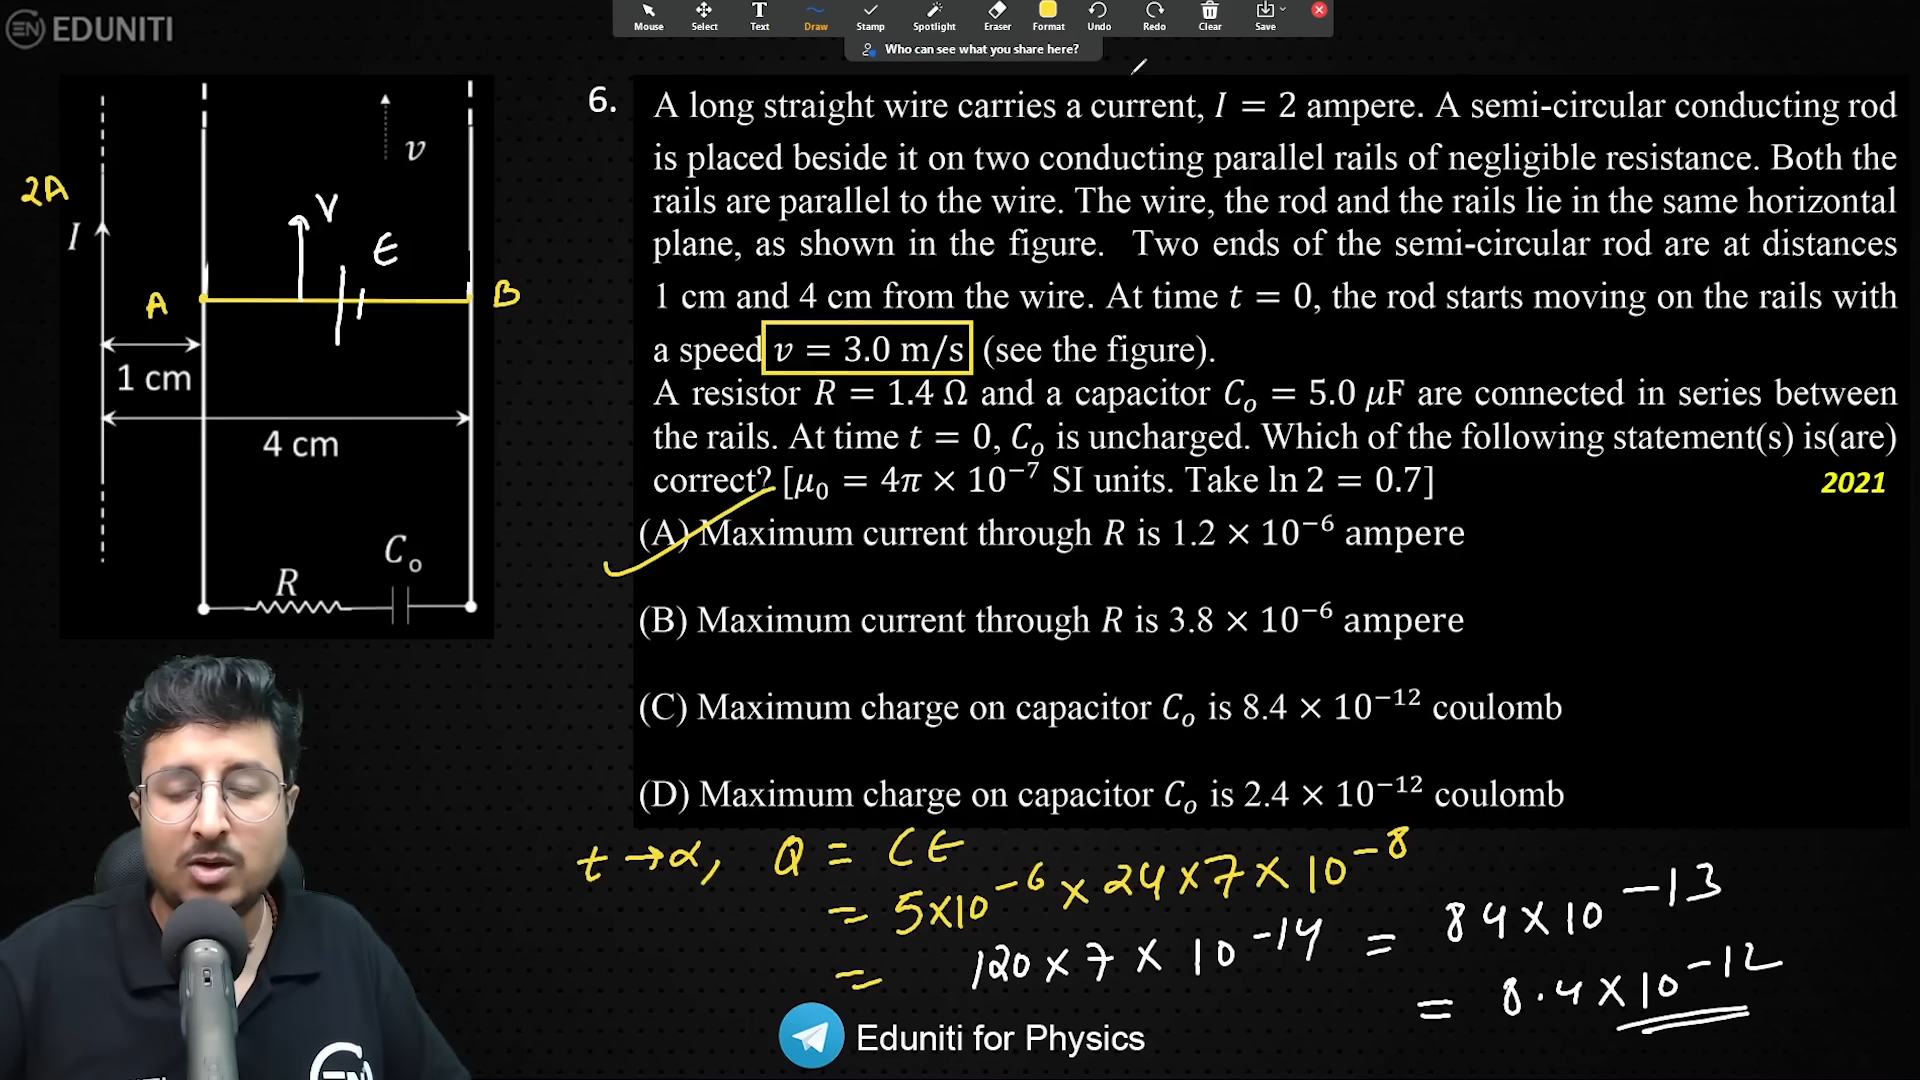 EDUNITI
Mouse Select Text Draw Stamp Spotlight Eraser Format Undo Redo Clear Save
Who can see what you share here?
6. A long straight wire carries a current, I = 2 ampere. A semi-circular conducting rod
is placed beside it on two conducting parallel rails of negligible resistance. Both the
rails are parallel to the wire. The wire, the rod and the rails lie in the same horizontal
plane, as shown in the figure. Two ends of the semi-circular rod are at distances
1 cm and 4 cm from the wire. At time t = 0, the rod starts moving on the rails with
a speed v = 3.0 m/s (see the figure).
A resistor R = 1.4 Ω and a capacitor Cₒ = 5.0 μF are connected in series between
the rails. At time t = 0, Cₒ is uncharged. Which of the following statement(s) is(are)
correct? [μ₀ = 4π × 10⁻⁷ SI units. Take ln 2 = 0.7]
2021
(A) Maximum current through R is 1.2 × 10⁻⁶ ampere
(B) Maximum current through R is 3.8 × 10⁻⁶ ampere
(C) Maximum charge on capacitor Cₒ is 8.4 × 10⁻¹² coulomb
(D) Maximum charge on capacitor Cₒ is 2.4 × 10⁻¹² coulomb
v
2A
V
I
E
A
B
1 cm
4 cm
Cₒ
R
t → α, Q = CE
= 5×10⁻⁶ × 24×7×10⁻⁸
= 120×7×10⁻¹⁴ = 84×10⁻¹³
= 8.4×10⁻¹²
Eduniti for Physics